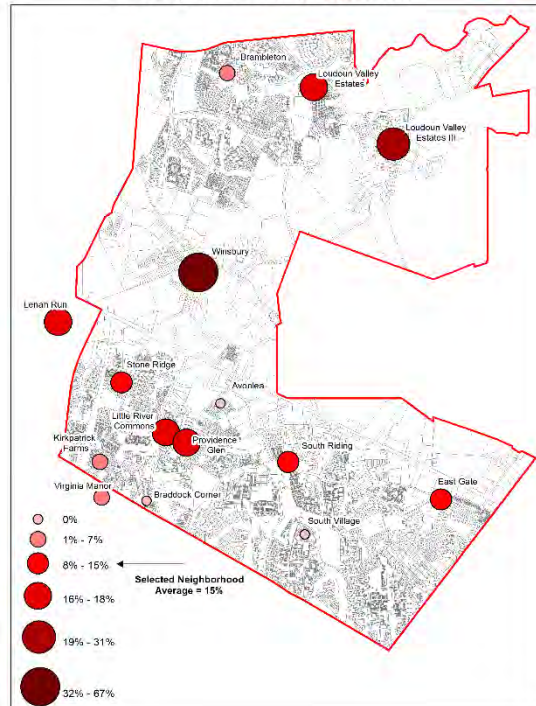 Brambleton
Loudoun Valley
Estates
Loudoun Valley
Estates III
Winsbury
Lenah Run
Stone Ridge
Avonlea
Little River
Commons
Providence
Glen
Kirkpatrick
Farms
South Riding
Virginia Manor
Braddock Corner
East Gate
South Village
0%
1% - 7%
8% - 15%
Selected Neighborhood
Average = 15%
16% - 18%
19% - 31%
32% - 67%